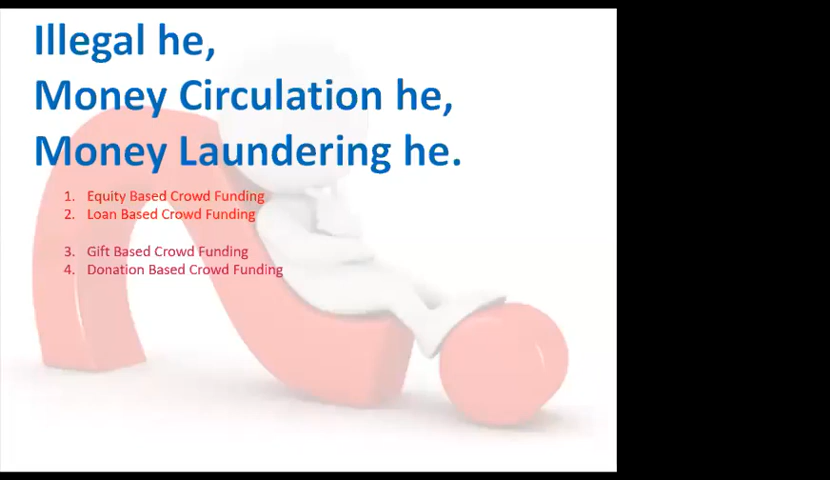 Illegal he,
Money Circulation he,
Money Laundering he.
1. Equity Based Crowd Funding
2. Loan Based Crowd Funding
3. Gift Based Crowd Funding
4. Donation Based Crowd Funding